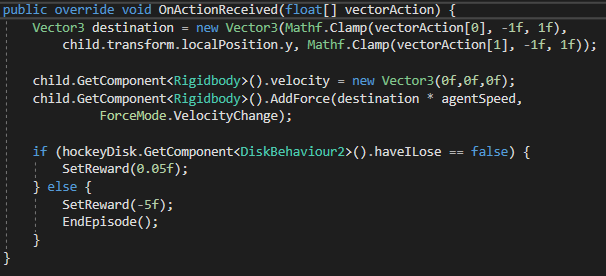 public override void OnActionReceived(float[] vectorAction) {
Vector3 destination = new Vector3(Mathf.Clamp(vectorAction[0], -1f, 1f),
child.transform.localPosition.y, Mathf.Clamp(vectorAction[1], -1f, 1f));
child.GetComponent<Rigidbody>().velocity = new Vector3(0f,0f,0f);
child.GetComponent<Rigidbody>().AddForce(destination * agentSpeed,
ForceMode.VelocityChange);
if (hockeyDisk.GetComponent<DiskBehaviour2>().haveILose == false) {
SetReward(0.05f);
} else {
SetReward(-5f);
EndEpisode();
}
}